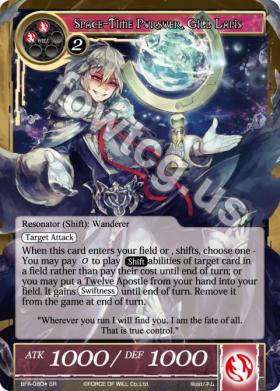 WILL
2
Space-Time Pursuer, Gill Lapis
fowtcg.us
Resonator (Shift): Wanderer
Target Attack
When this card enters your field or , shifts, choose one -
You may pay 0 to play Shift abilities of target card in
a field rather than pay their cost until end of turn; or
you may put a Twelve Apostle from your hand into your
field. It gains Swiftness until end of turn. Remove it
from the game at end of turn.
"Wherever you run I will find you. I am the fate of all.
That is true control."
ATK 1000/ DEF 1000
BFA-080 SR
©FORCE OF WILL Co.,Ltd.